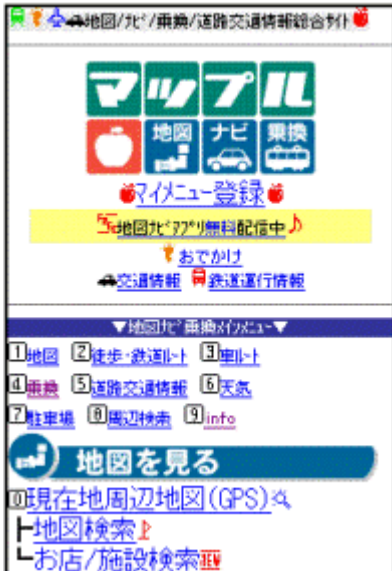 地図/ﾅﾋﾞ/乗換/道路交通情報総合ｻｲﾄ
マップル
地図 ナビ 乗換
マイメニュー登録
地図ﾅﾋﾞｱﾌﾟﾘ無料配信中♪
おでかけ
交通情報 鉄道運行情報
▼地図ﾅﾋﾞ乗換ﾒｲﾝﾒﾆｭｰ▼
1地図 2徒歩・鉄道ﾙｰﾄ 3車ﾙｰﾄ
4乗換 5道路交通情報 6天気
7駐車場 8周辺検索 9info
地図を見る
0現在地周辺地図(GPS)
├地図検索
└お店/施設検索NEW